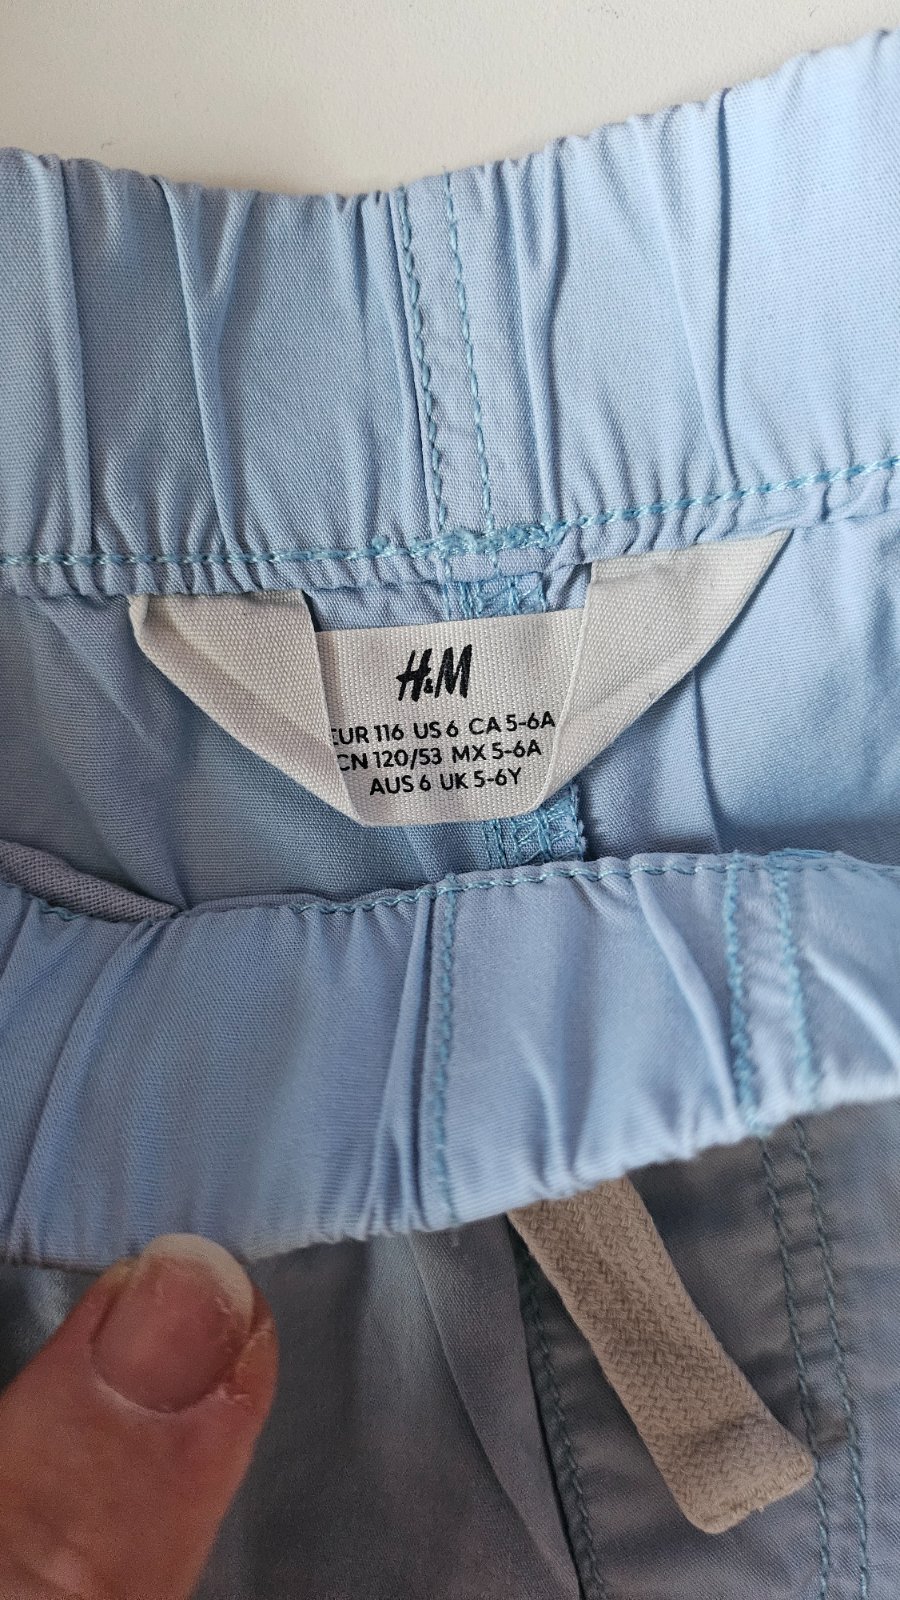 H&M
EUR 116 US 6 CA 5-6A
CN 120/53 MX 5-6A
AUS 6 UK 5-6Y